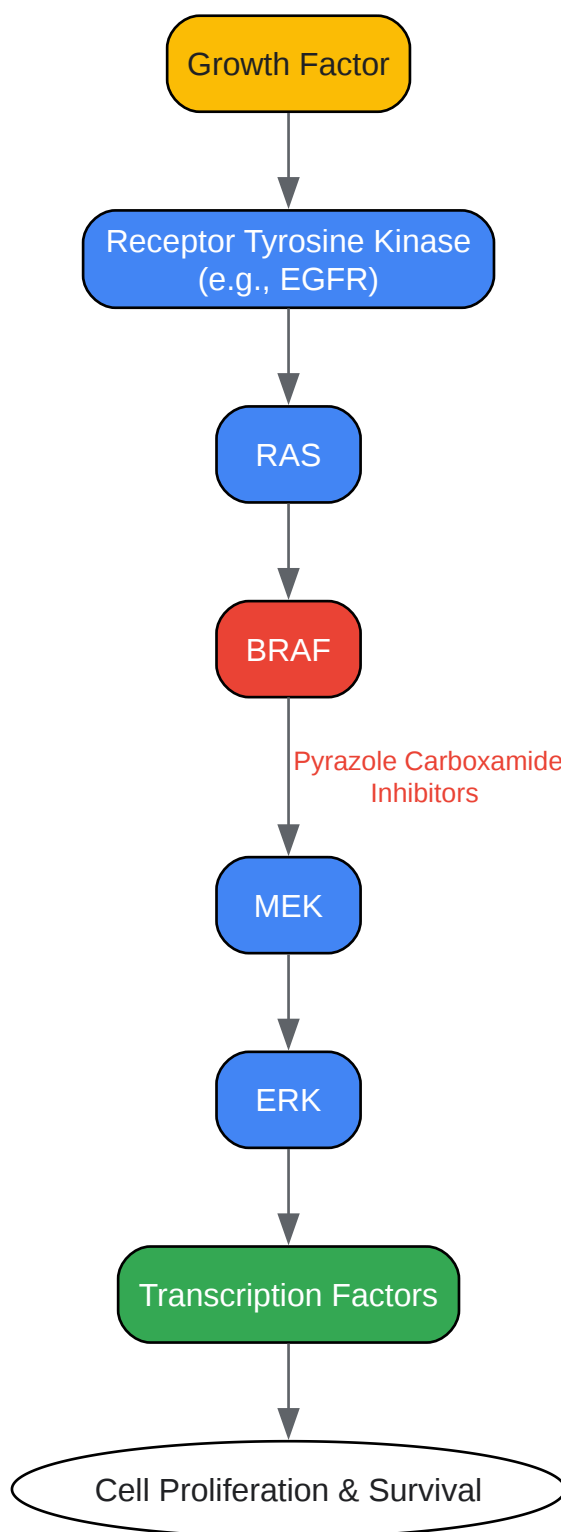 Growth Factor
Receptor Tyrosine Kinase
(e.g., EGFR)
RAS
BRAF
Pyrazole Carboxamide
Inhibitors
MEK
ERK
Transcription Factors
Cell Proliferation & Survival